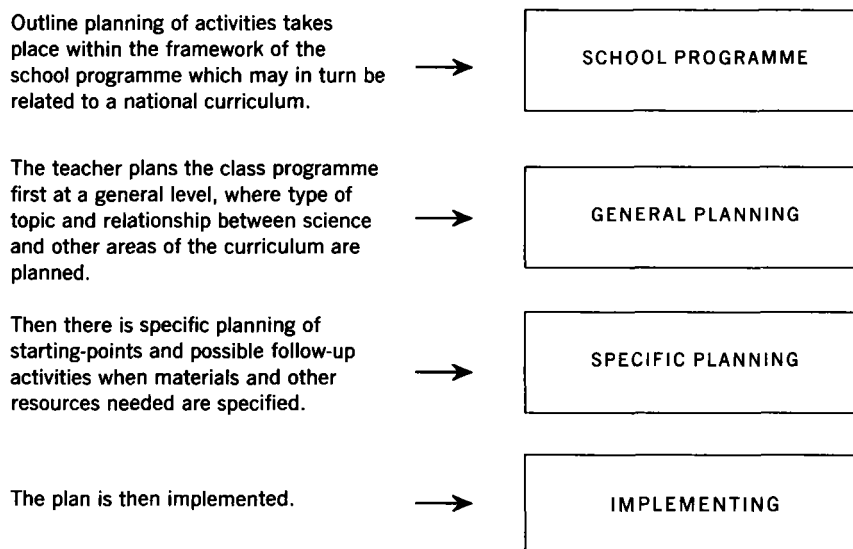 Outline planning of activities takes
place within the framework of the
school programme which may in turn be
related to a national curriculum.
SCHOOL PROGRAMME
The teacher plans the class programme
first at a general level, where type of
topic and relationship between science
and other areas of the curriculum are
planned.
GENERAL PLANNING
Then there is specific planning of
starting-points and possible follow-up
activities when materials and other
resources needed are specified.
SPECIFIC PLANNING
The plan is then implemented.
IMPLEMENTING